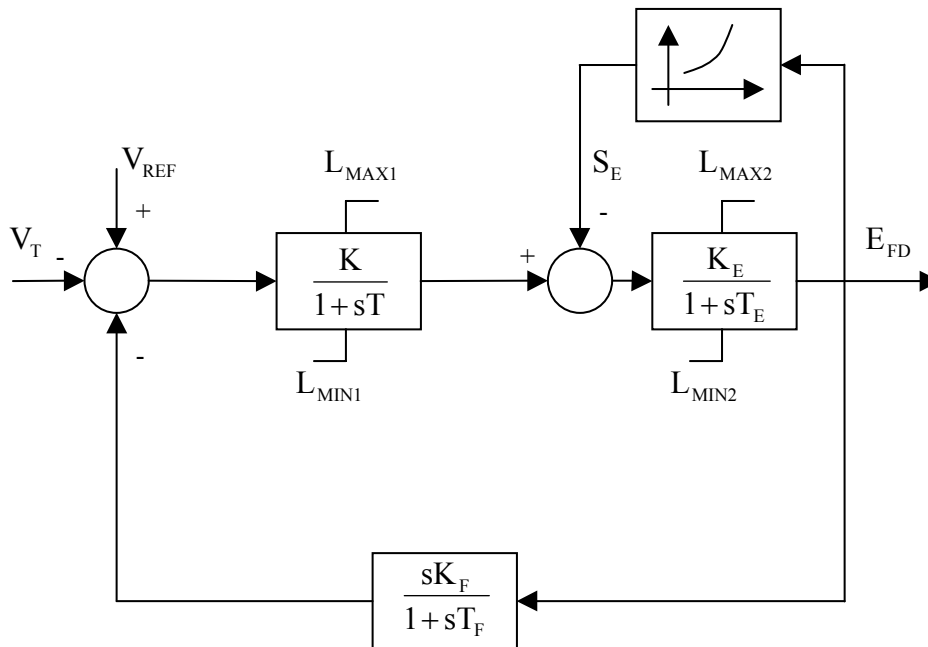 V_REF
L_MAX1
S_E
L_MAX2
+
-
V_T
-
K
1 + sT
+
K_E
1 + sT_E
E_FD
-
L_MIN1
L_MIN2
sK_F
1 + sT_F